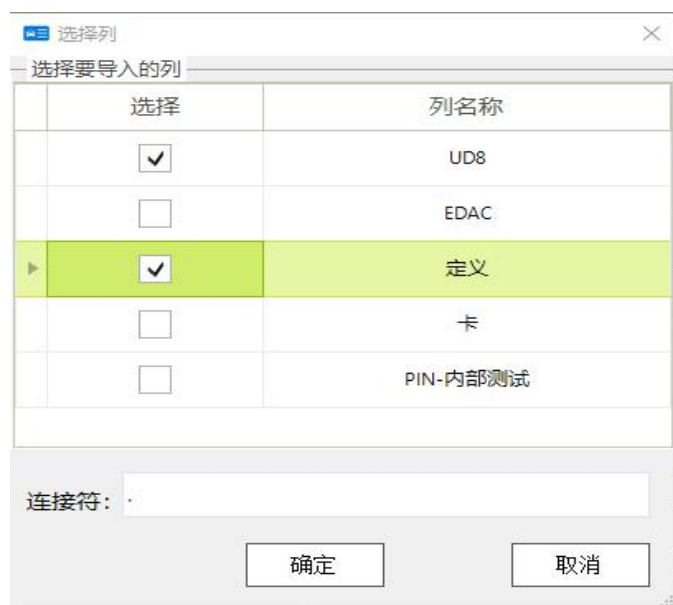 选择列
选择要导入的列
选择 列名称
UD8
EDAC
定义
卡
PIN-内部测试
连接符: .
确定 取消